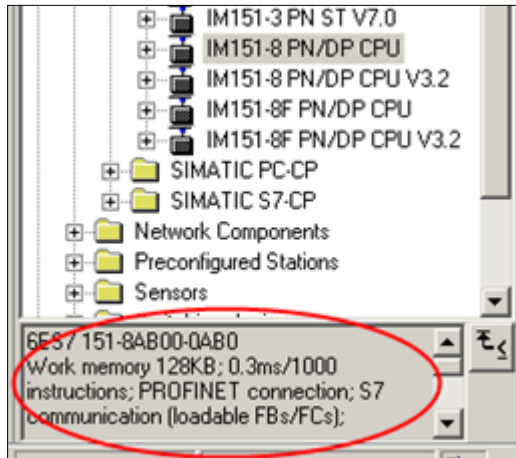 IM151-3 PN ST V7.0
IM151-8 PN/DP CPU
IM151-8 PN/DP CPU V3.2
IM151-8F PN/DP CPU
IM151-8F PN/DP CPU V3.2
SIMATIC PC-CP
SIMATIC S7-CP
Network Components
Preconfigured Stations
Sensors
6ES7 151-8AB00-0AB0
Work memory 128KB; 0.3ms/1000
instructions; PROFINET connection; S7
communication (loadable FBs/FCs);